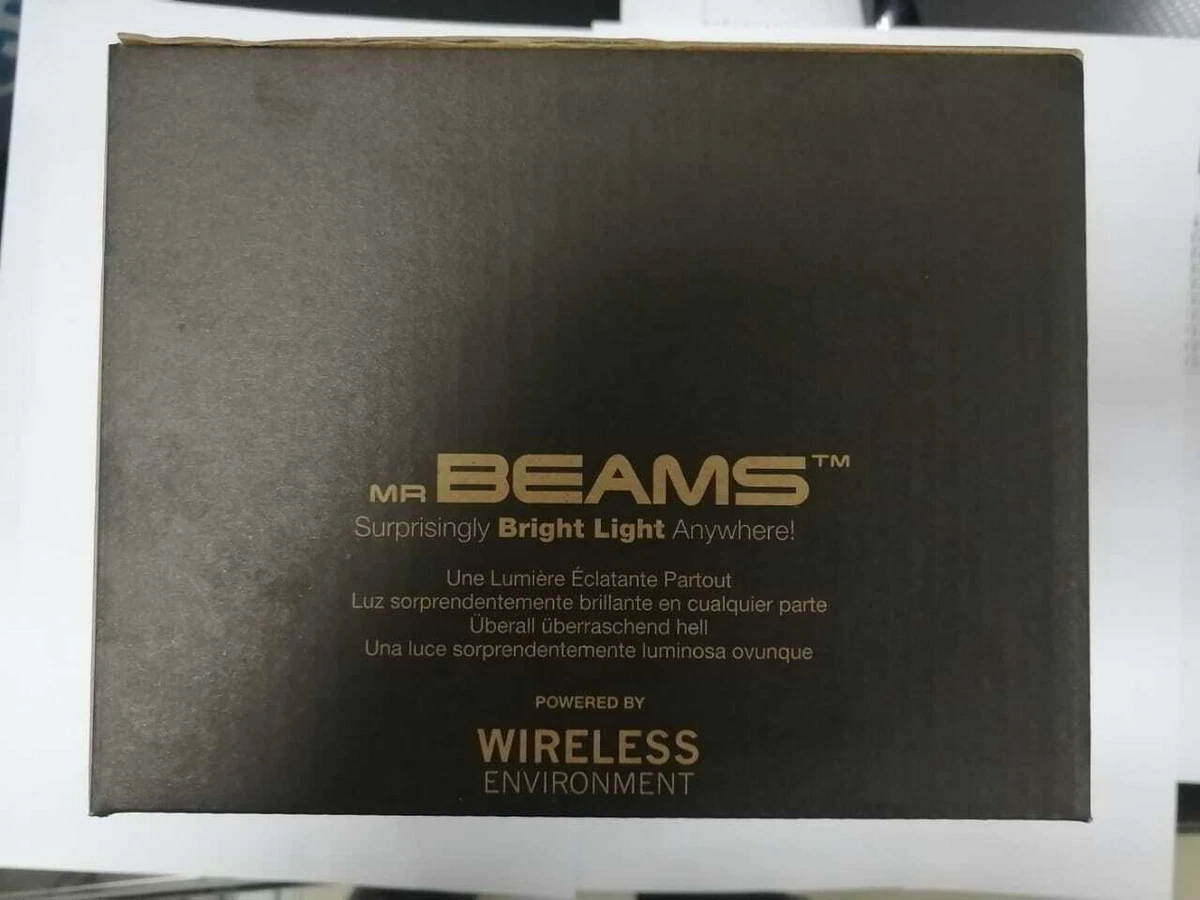 MR BEAMS™
Surprisingly Bright Light Anywhere!
Une Lumière Éclatante Partout
Luz sorprendentemente brillante en cualquier parte
Überall überraschend hell
Una luce sorprendentemente luminosa ovunque
POWERED BY
WIRELESS
ENVIRONMENT